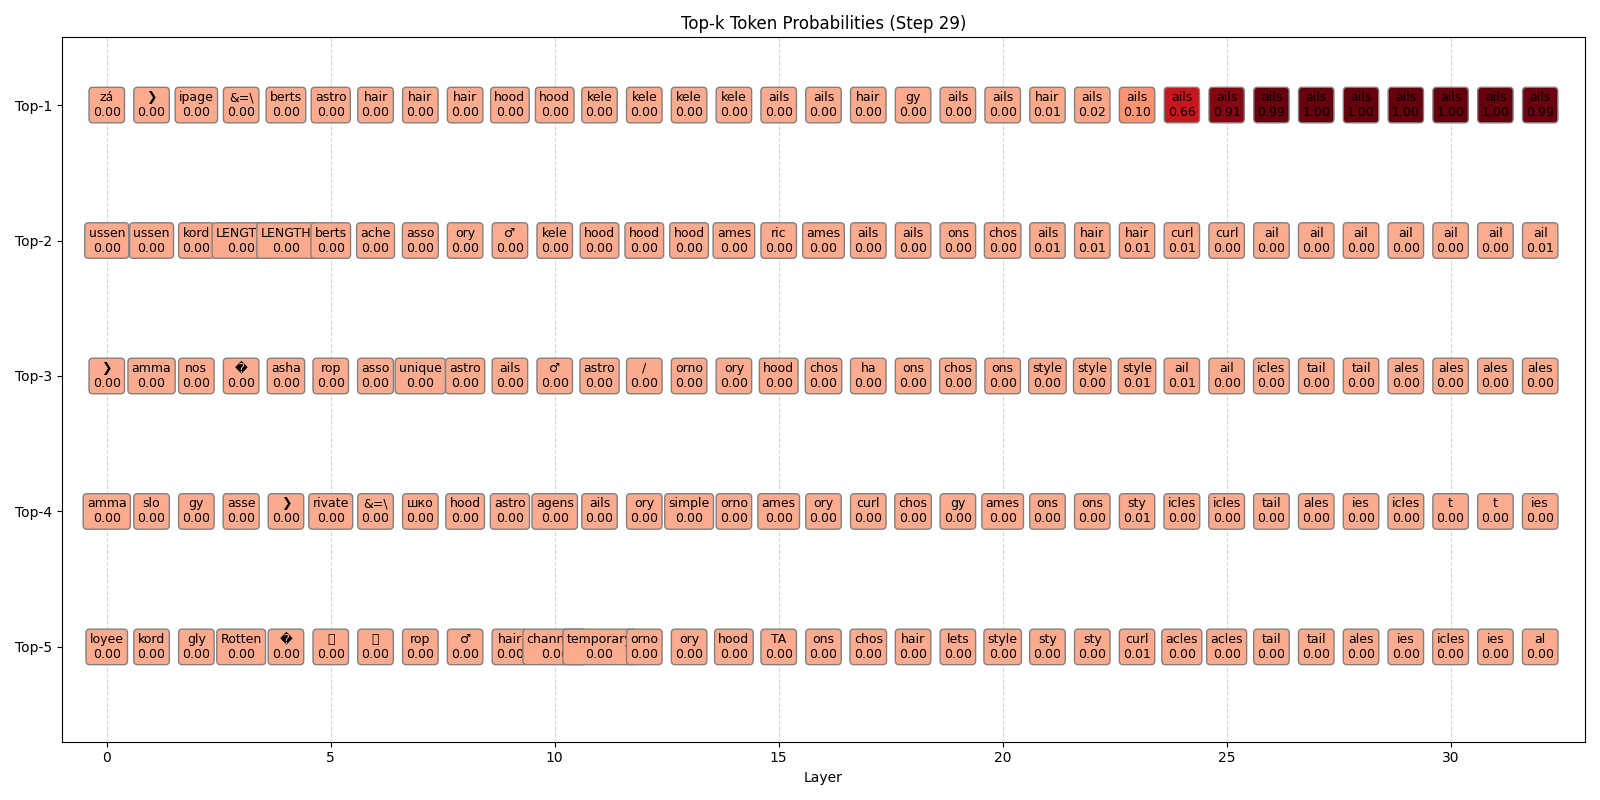 Top-k Token Probabilities (Step 29)
Top-1
zá ❯ ipage &=\ berts astro hair hair hair hood hood kele kele kele kele ails ails hair gy ails ails hair ails ails ails ails ails ails ails ails ails ails ails
0.00 0.00 0.00 0.00 0.00 0.00 0.00 0.00 0.00 0.00 0.00 0.00 0.00 0.00 0.00 0.00 0.00 0.00 0.00 0.00 0.00 0.01 0.02 0.10 0.66 0.91 0.99 1.00 1.00 1.00 1.00 1.00 0.99
Top-2
ussen ussen kord LENGT LENGTH berts ache asso ory ♂ kele hood hood hood ames ric ames ails ails ons chos ails hair hair curl curl ail ail ail ail ail ail ail
0.00 0.00 0.00 0.00 0.00 0.00 0.00 0.00 0.00 0.00 0.00 0.00 0.00 0.00 0.00 0.00 0.00 0.00 0.00 0.00 0.00 0.01 0.01 0.01 0.01 0.00 0.00 0.00 0.00 0.00 0.00 0.00 0.01
Top-3
❯ amma nos � asha rop asso unique astro ails ♂ astro / orno ory hood chos ha ons chos ons style style style ail ail icles tail tail ales ales ales ales
0.00 0.00 0.00 0.00 0.00 0.00 0.00 0.00 0.00 0.00 0.00 0.00 0.00 0.00 0.00 0.00 0.00 0.00 0.00 0.00 0.00 0.00 0.00 0.01 0.01 0.00 0.00 0.00 0.00 0.00 0.00 0.00 0.00
Top-4
amma slo gy asse ❯ rivate &=\ шко hood astro agens ails ory simple orno ames ory curl chos gy ames ons ons sty icles icles tail ales ies icles t t ies
0.00 0.00 0.00 0.00 0.00 0.00 0.00 0.00 0.00 0.00 0.00 0.00 0.00 0.00 0.00 0.00 0.00 0.00 0.00 0.00 0.00 0.00 0.00 0.01 0.00 0.00 0.00 0.00 0.00 0.00 0.00 0.00 0.00
Top-5
loyee kord gly Rotten � rop ♂ hair chann temporary orno ory hood TA ons chos hair lets style sty sty curl acles acles tail tail ales ies icles ies al
0.00 0.00 0.00 0.00 0.00 0.00 0.00 0.00 0.00 0.00 0.0 0.00 0.00 0.00 0.00 0.00 0.00 0.00 0.00 0.00 0.00 0.00 0.00 0.01 0.00 0.00 0.00 0.00 0.00 0.00 0.00 0.00 0.00
0 5 10 15 20 25 30
Layer